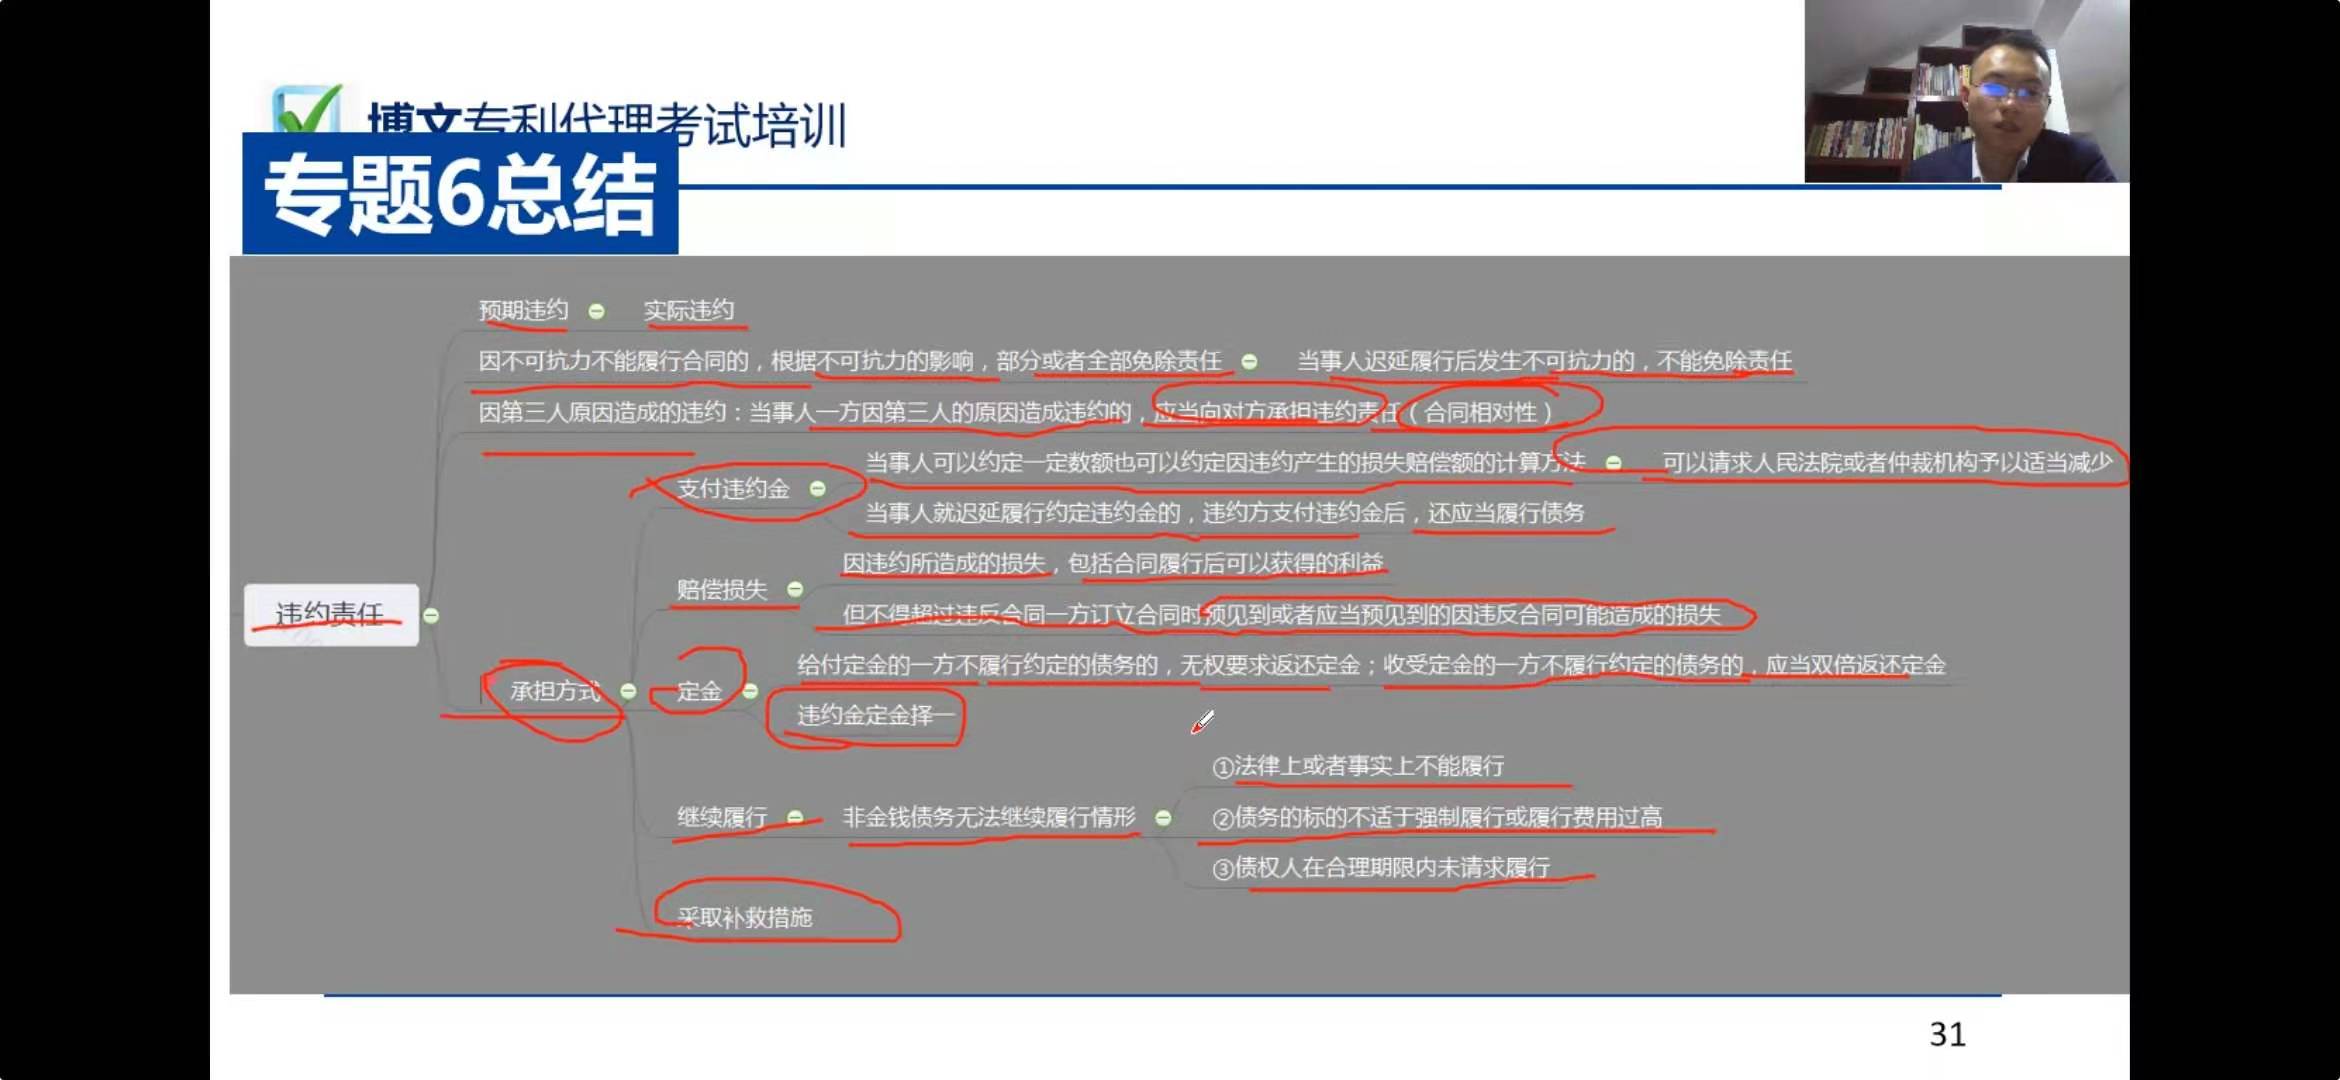 博文专利代理考试培训
专题6总结
预期违约 实际违约
因不可抗力不能履行合同的，根据不可抗力的影响，部分或者全部免除责任 当事人迟延履行后发生不可抗力的，不能免除责任
因第三人原因造成的违约：当事人一方因第三人的原因造成违约的，应当向对方承担违约责任（合同相对性）
当事人可以约定一定数额也可以约定因违约产生的损失赔偿额的计算方法 可以请求人民法院或者仲裁机构予以适当减少
支付违约金
当事人就迟延履行约定违约金的，违约方支付违约金后，还应当履行债务
因违约所造成的损失，包括合同履行后可以获得的利益
赔偿损失
但不得超过违反合同一方订立合同时预见到或者应当预见到的因违反合同可能造成的损失
违约责任
给付定金的一方不履行约定的债务的，无权要求返还定金；收受定金的一方不履行约定的债务的，应当双倍返还定金
承担方式 定金
违约金定金择一
①法律上或者事实上不能履行
继续履行 非金钱债务无法继续履行情形 ②债务的标的不适于强制履行或履行费用过高
③债权人在合理期限内未请求履行
采取补救措施
31